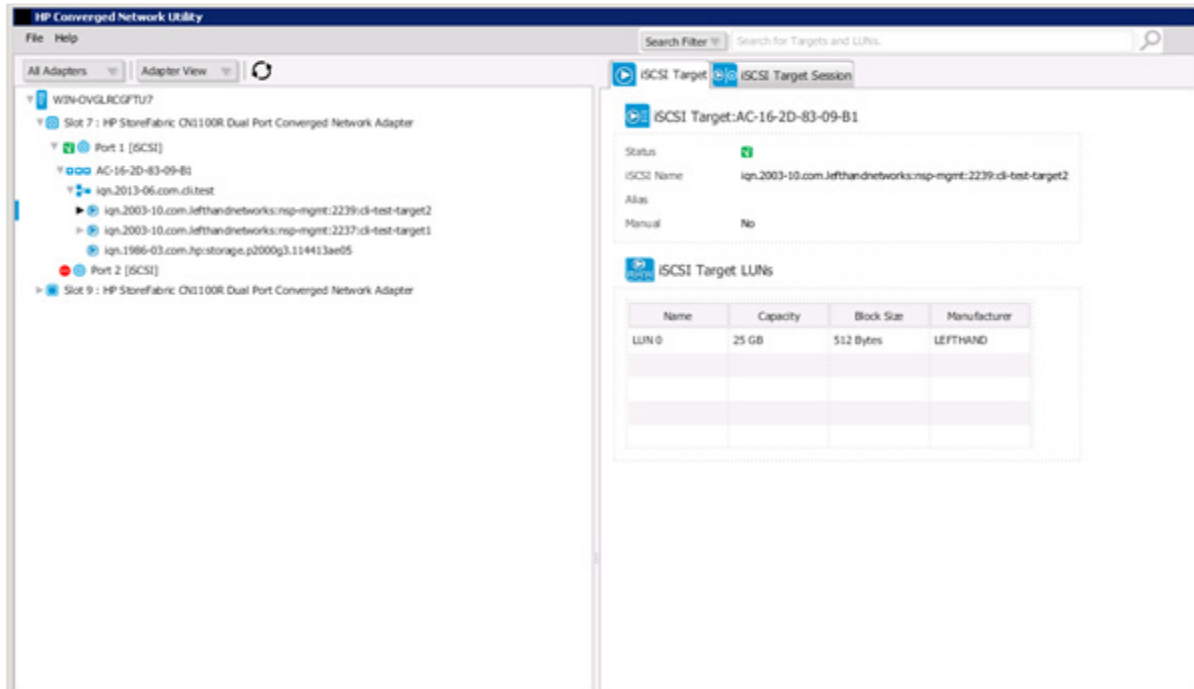 HP Converged Network Utility
File Help
Search Filter Search for Targets and LUNs.
All Adapters Adapter View
iSCSI Target iSCSI Target Session
WIN-OVGLRCGFTU7
Slot 7 : HP StoreFabric CN1100R Dual Port Converged Network Adapter
Port 1 [iSCSI]
AC-16-2D-83-09-B1
iqn.2013-06.com.cli.test
iqn.2003-10.com.lefthandnetworks:nsp-mgmt:2239:cli-test-target2
iqn.2003-10.com.lefthandnetworks:nsp-mgmt:2237:cli-test-target1
iqn.1986-03.com.hp:storage.p2000g3.114413ae05
Port 2 [iSCSI]
Slot 9 : HP StoreFabric CN1100R Dual Port Converged Network Adapter
iSCSI Target:AC-16-2D-83-09-B1
Status
iSCSI Name iqn.2003-10.com.lefthandnetworks:nsp-mgmt:2239:cli-test-target2
Alias
Manual No
iSCSI Target LUNs
Name Capacity Block Size Manufacturer
LUN 0 25 GB 512 Bytes LEFTHAND